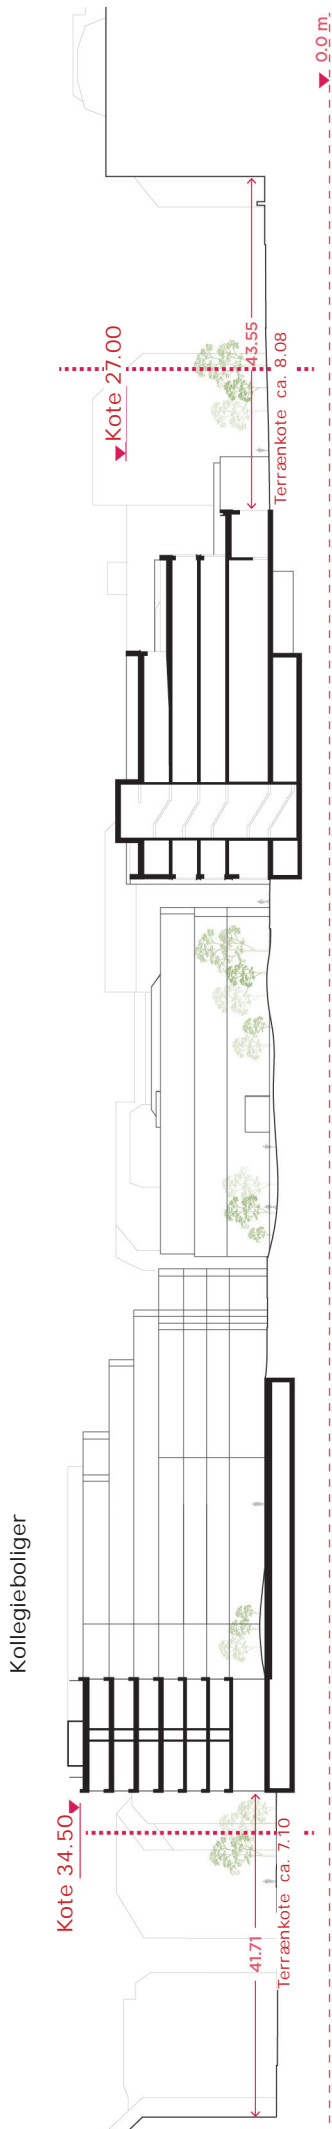 Kollegieboliger
Kote 34.50
41.71
Terrænkote ca. 7.10
Kote 27.00
43.55
Terrænkote ca. 8.08
0.0 m